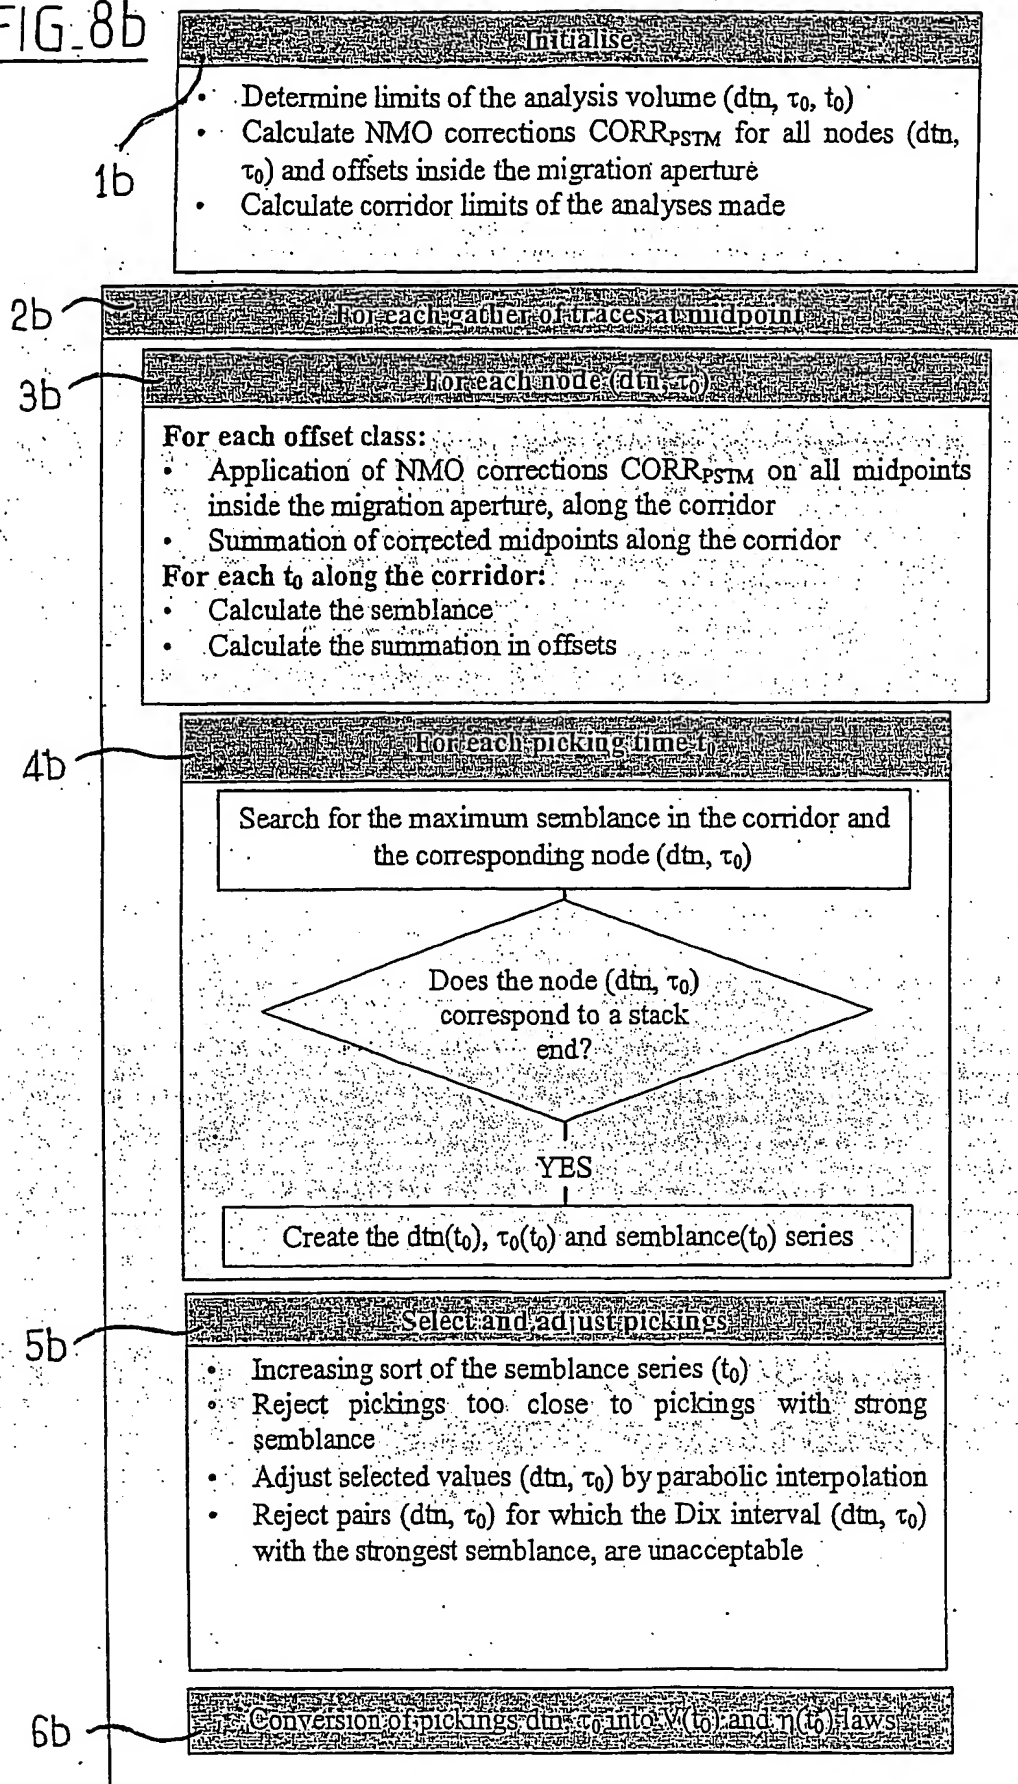 FIG_8b
Initialise
• Determine limits of the analysis volume (dtn, τ₀, t₀)
• Calculate NMO corrections CORR_PSTM for all nodes (dtn,
τ₀) and offsets inside the migration aperture
• Calculate corridor limits of the analyses made
1b
2b
For each gather of traces at midpoint
3b
For each node (dtn, τ₀)
For each offset class:
• Application of NMO corrections CORR_PSTM on all midpoints
inside the migration aperture, along the corridor
• Summation of corrected midpoints along the corridor
For each t₀ along the corridor:
• Calculate the semblance
• Calculate the summation in offsets
4b
For each picking time t₀
Search for the maximum semblance in the corridor and
the corresponding node (dtn, τ₀)
Does the node (dtn, τ₀)
correspond to a stack
end?
YES
Create the dtn(t₀), τ₀(t₀) and semblance(t₀) series
5b
Select and adjust pickings
• Increasing sort of the semblance series (t₀)
• Reject pickings too close to pickings with strong
semblance
• Adjust selected values (dtn, τ₀) by parabolic interpolation
• Reject pairs (dtn, τ₀) for which the Dix interval (dtn, τ₀)
with the strongest semblance, are unacceptable
6b
Conversion of pickings dtn, τ₀ into V(t₀) and η(t₀) laws